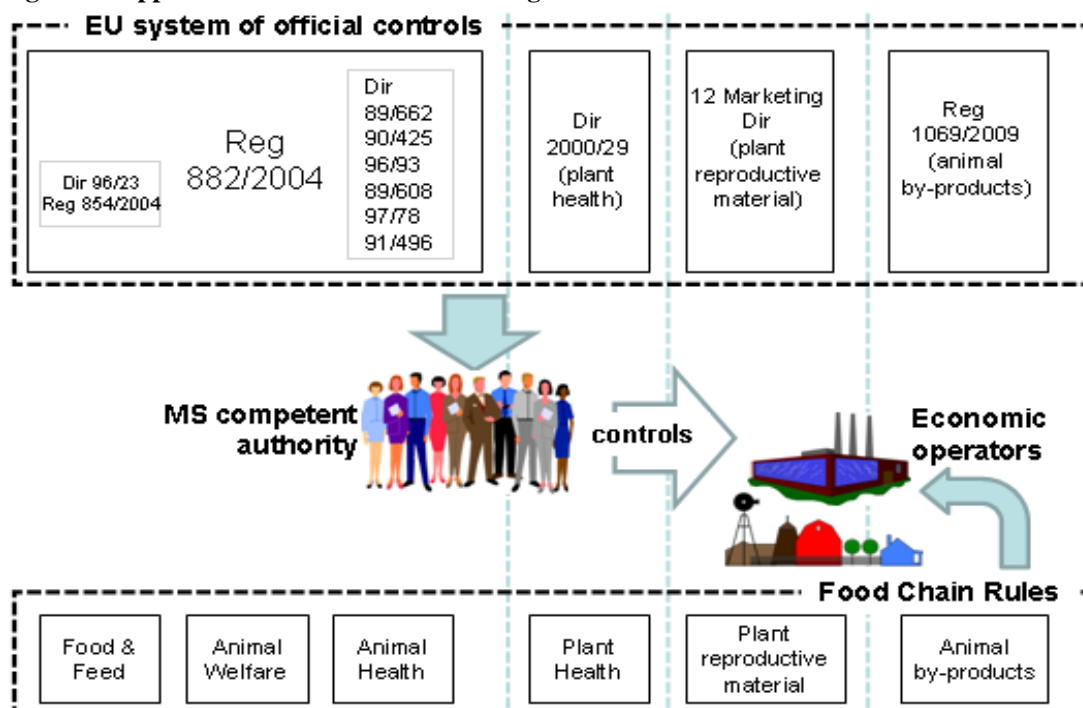 EU system of official controls
Dir 96/23
Reg 854/2004
Reg
882/2004
Dir
89/662
90/425
96/93
89/608
97/78
91/496
Dir
2000/29
(plant
health)
12 Marketing
Dir
(plant
reproductive
material)
Reg
1069/2009
(animal
by-products)
MS competent
authority
controls
Economic
operators
Food Chain Rules
Food &
Feed
Animal
Welfare
Animal
Health
Plant
Health
Plant
reproductive
material
Animal
by-products